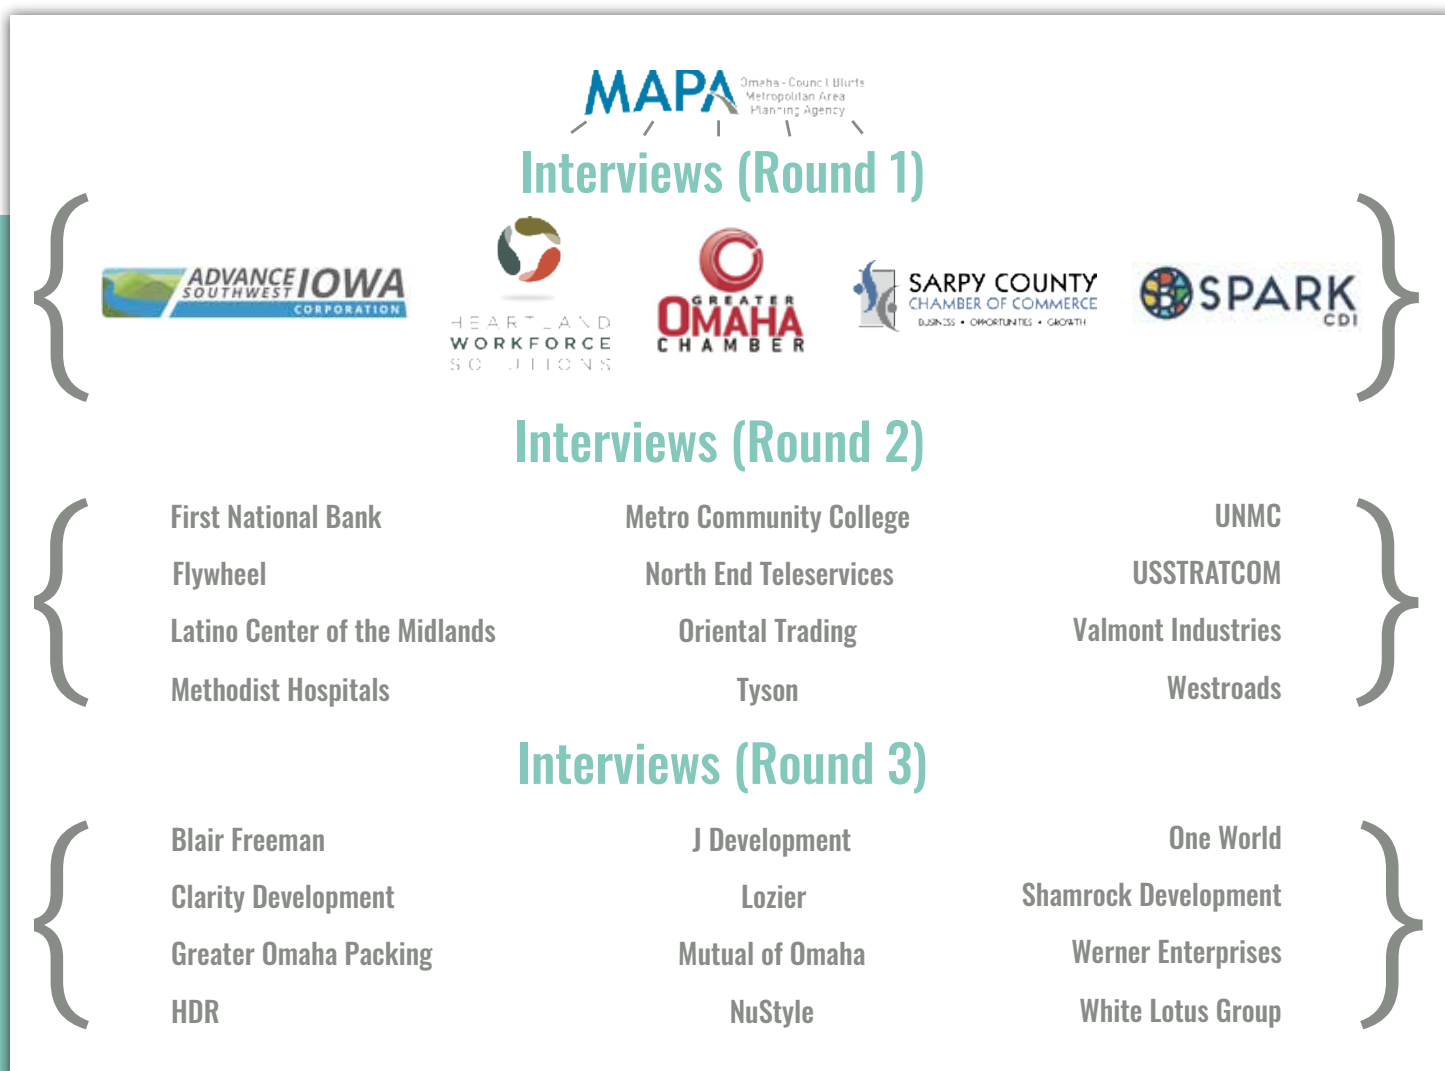 MAPA
Omaha - Council Bluffs
Metropolitan Area
Planning Agency
Interviews (Round 1)
ADVANCE
SOUTHWEST
IOWA
CORPORATION
HEARTLAND
WORKFORCE
SOLUTIONS
GREATER
OMAHA
CHAMBER
SARPY COUNTY
CHAMBER OF COMMERCE
BUSINESS • OPPORTUNITIES • GROWTH
SPARK
CDI
Interviews (Round 2)
First National Bank
Metro Community College
UNMC
Flywheel
North End Teleservices
USSTRATCOM
Latino Center of the Midlands
Oriental Trading
Valmont Industries
Methodist Hospitals
Tyson
Westroads
Interviews (Round 3)
Blair Freeman
J Development
One World
Clarity Development
Lozier
Shamrock Development
Greater Omaha Packing
Mutual of Omaha
Werner Enterprises
HDR
NuStyle
White Lotus Group